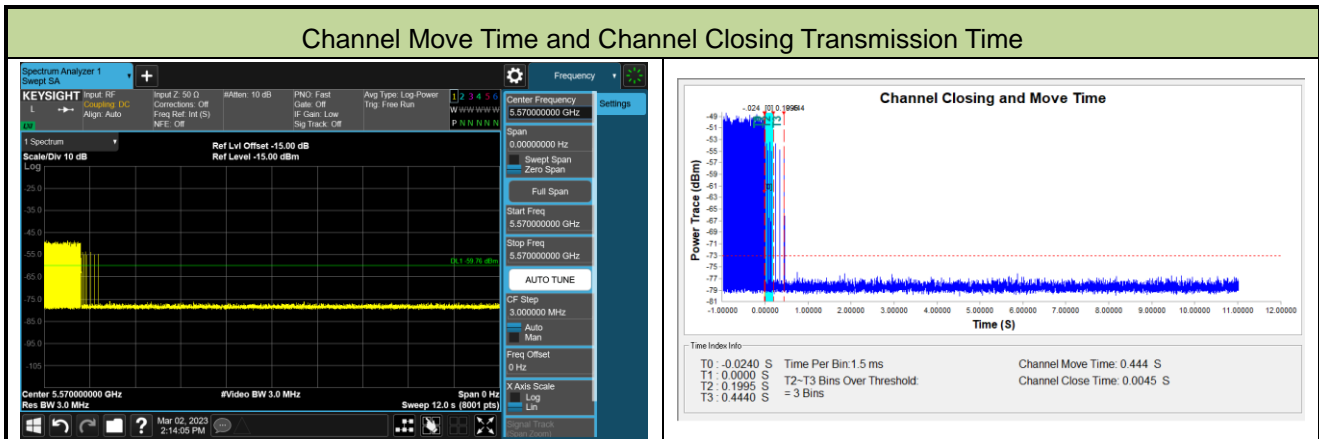 Channel Move Time and Channel Closing Transmission Time
Spectrum Analyzer 1
Swept SA
+
Frequency
KEYSIGHT
L
Input: RF
Coupling: DC
Align: Auto
Input Z: 50 Ω
Corrections: Off
Freq Ref: Int (S)
NFE: Off
#Atten: 10 dB
PNO: Fast
Gate: Off
IF Gain: Low
Sig Track: Off
Avg Type: Log-Power
Trig: Free Run
1 2 3 4 5 6
W W W W W W
P N N N N N
1 Spectrum
Scale/Div 10 dB
Log
Ref Lvl Offset -15.00 dB
Ref Level -15.00 dBm
-25.0
-35.0
-45.0
-55.0
-65.0
-75.0
-85.0
-95.0
-105
DL1 -59.76 dBm
Center 5.570000000 GHz
Res BW 3.0 MHz
#Video BW 3.0 MHz
Span 0 Hz
Sweep 12.0 s (8001 pts)
Center Frequency
5.570000000 GHz
Span
0.00000000 Hz
Swept Span
Zero Span
Full Span
Start Freq
5.570000000 GHz
Stop Freq
5.570000000 GHz
AUTO TUNE
CF Step
3.000000 MHz
Auto
Man
Freq Offset
0 Hz
X Axis Scale
Log
Lin
Signal Track
(Span Zoom)
Settings
?
Mar 02, 2023
2:14:05 PM
Channel Closing and Move Time
Power Trace (dBm)
-49
-51
-53
-55
-57
-59
-61
-63
-65
-67
-69
-71
-73
-75
-77
-79
-81
T3
-1.00000 0.00000 1.00000 2.00000 3.00000 4.00000 5.00000 6.00000 7.00000 8.00000 9.00000 10.00000 11.00000 12.00000
Time (S)
Time Index Info
T0 : -0.0240 S
T1 : 0.0000 S
T2 : 0.1995 S
T3 : 0.4440 S
Time Per Bin:1.5 ms
T2~T3 Bins Over Threshold:
= 3 Bins
Channel Move Time: 0.444 S
Channel Close Time: 0.0045 S